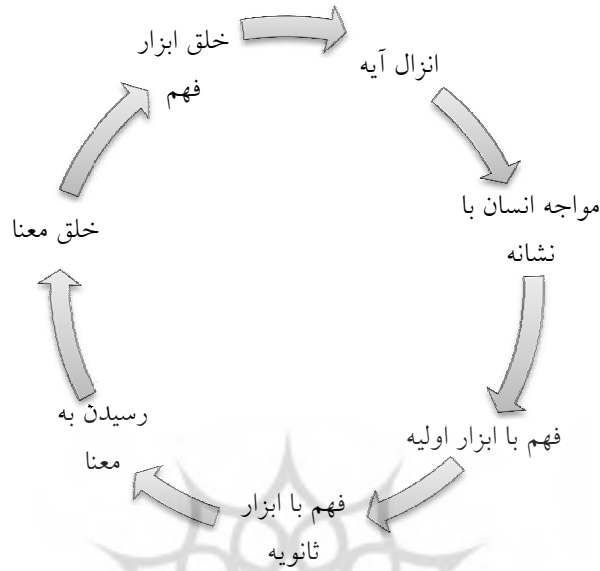 خلق ابزار
فهم
انزال آیه
مواجه انسان با
نشانه
فهم با ابزار اولیه
فهم با ابزار
ثانویه
رسیدن به
معنا
خلق معنا